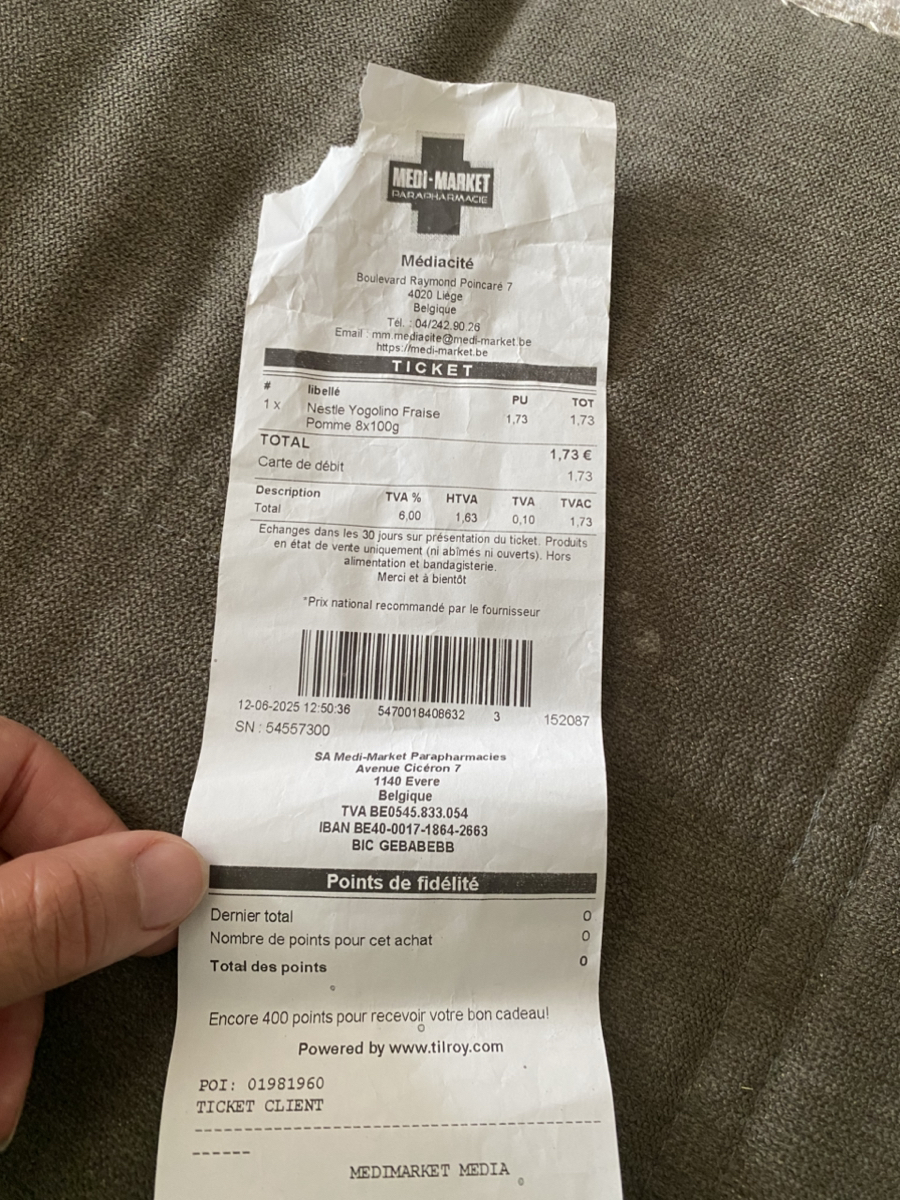 MEDI-MARKET
PARAPHARMACIE
Médiacité
Boulevard Raymond Poincaré 7
4020 Liège
Belgique
Tél. : 04/242.90.26
Email : mm.mediacite@medi-market.be
https://medi-market.be
TICKET
# libellé PU TOT
1 x Nestle Yogolino Fraise 1,73 1,73
Pomme 8x100g
TOTAL 1,73 €
Carte de débit 1,73
Description TVA % HTVA TVA TVAC
Total 6,00 1,63 0,10 1,73
Echanges dans les 30 jours sur présentation du ticket. Produits
en état de vente uniquement (ni abîmés ni ouverts). Hors
alimentation et bandagisterie.
Merci et à bientôt
*Prix national recommandé par le fournisseur
12-06-2025 12:50:36 5470018408632 3 152087
SN : 54557300
SA Medi-Market Parapharmacies
Avenue Cicéron 7
1140 Evere
Belgique
TVA BE0545.833.054
IBAN BE40-0017-1864-2663
BIC GEBABEBB
Points de fidélité
Dernier total 0
Nombre de points pour cet achat 0
Total des points 0
Encore 400 points pour recevoir votre bon cadeau!
Powered by www.tilroy.com
POI: 01981960
TICKET CLIENT
--------------------------------------------
------
MEDIMARKET MEDIA